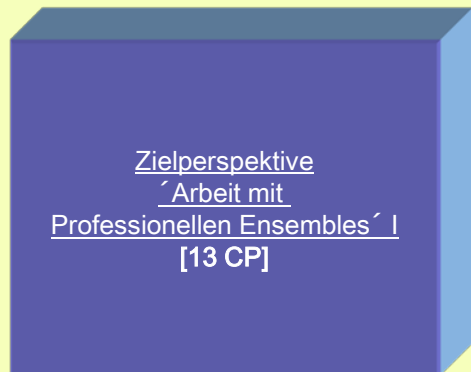 Zielperspektive
´Arbeit mit
Professionellen Ensembles´ I
[13 CP]